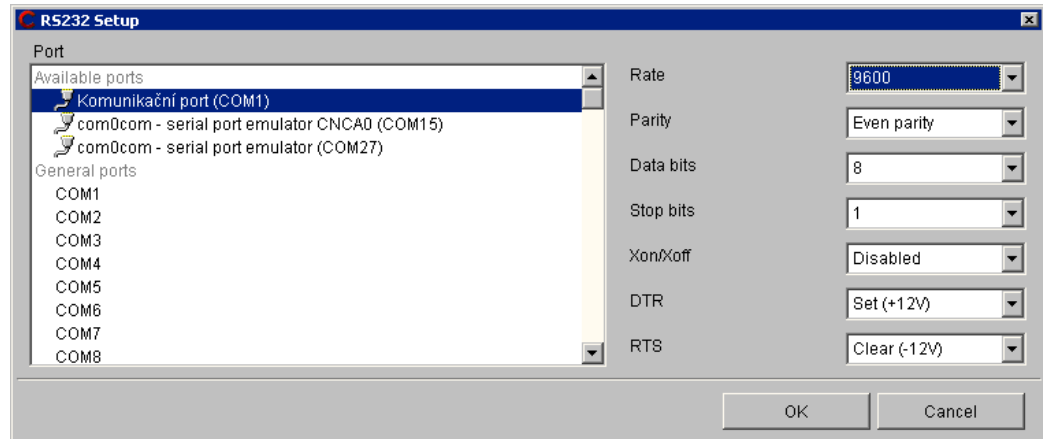 RS232 Setup
Port
Available ports
Komunikační port (COM1)
com0com - serial port emulator CNCA0 (COM15)
com0com - serial port emulator (COM27)
General ports
COM1
COM2
COM3
COM4
COM5
COM6
COM7
COM8
Rate 9600
Parity Even parity
Data bits 8
Stop bits 1
Xon/Xoff Disabled
DTR Set (+12V)
RTS Clear (-12V)
OK Cancel